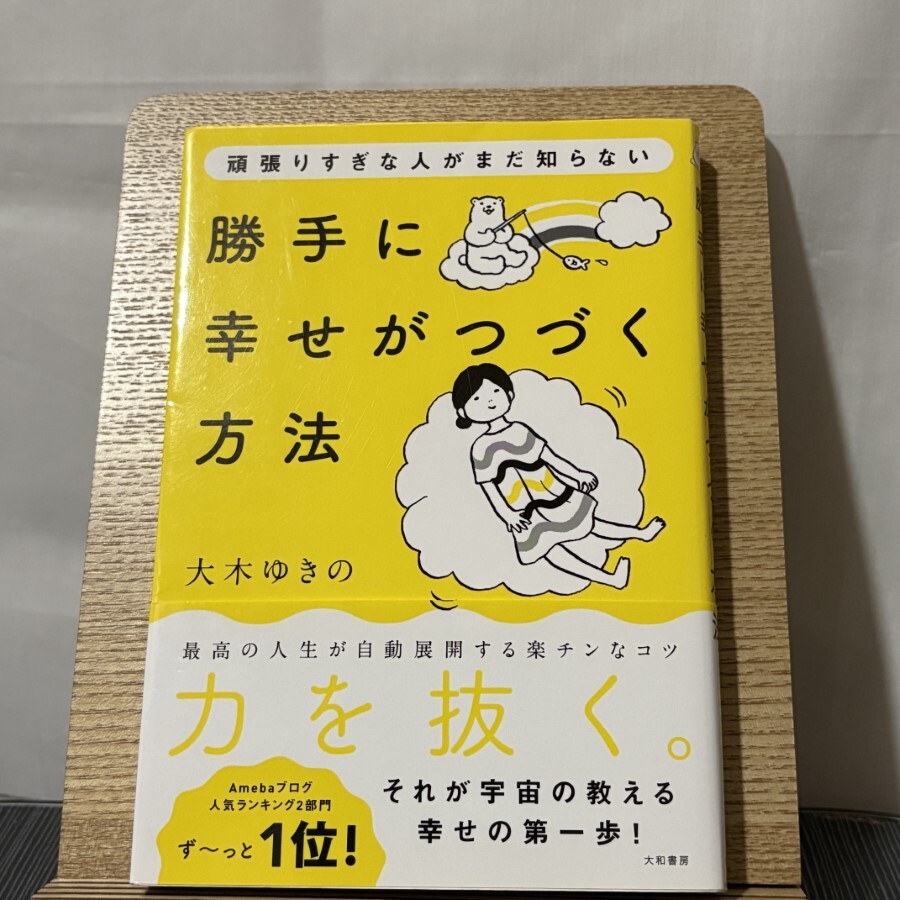 頑張りすぎな人がまだ知らない
勝手に
幸せがつづく
方法
大木ゆきの
最高の人生が自動展開する楽チンなコツ
力を抜く。
Amebaブログ
人気ランキング2部門
ず〜っと1位!
それが宇宙の教える
幸せの第一歩!
大和書房